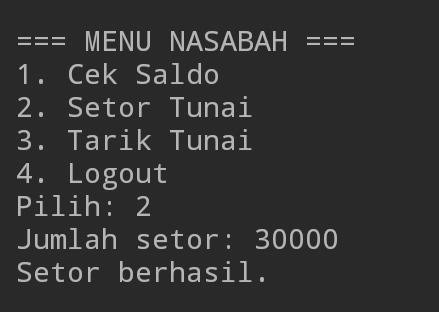 === MENU NASABAH ===
1. Cek Saldo
2. Setor Tunai
3. Tarik Tunai
4. Logout
Pilih: 2
Jumlah setor: 30000
Setor berhasil.